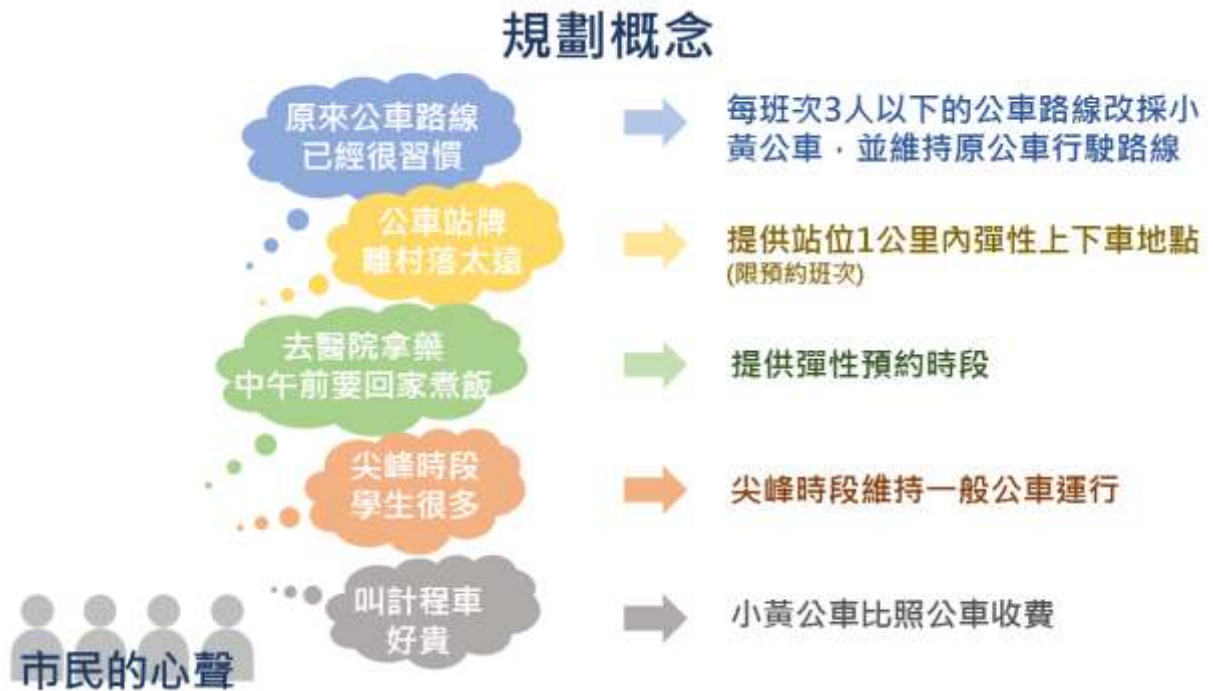 規劃概念
原來公車路線
已經很習慣
每班次3人以下的公車路線改採小
黃公車，並維持原公車行駛路線
公車站牌
離村落太遠
提供站位1公里內彈性上下車地點
(限預約班次)
去醫院拿藥
中午前要回家煮飯
提供彈性預約時段
尖峰時段
學生很多
尖峰時段維持一般公車運行
叫計程車
好貴
小黃公車比照公車收費
市民的心聲